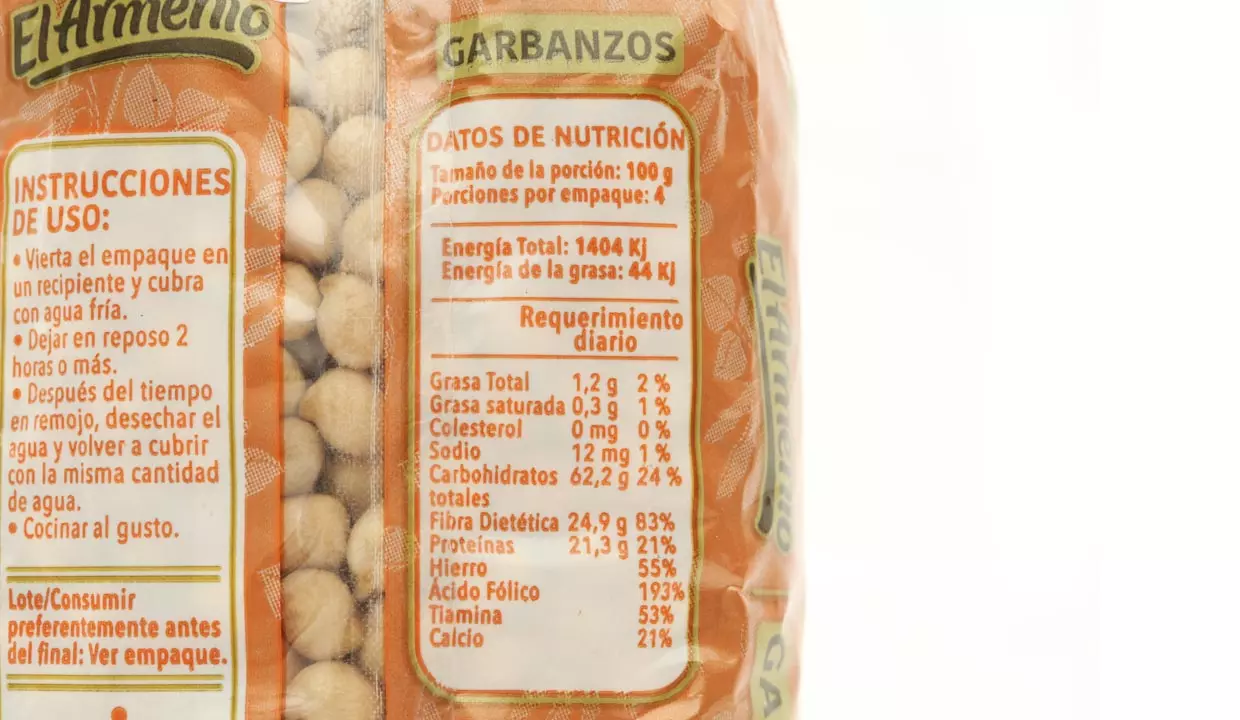 El Armenio
INSTRUCCIONES
DE USO:
• Vierta el empaque en
un recipiente y cubra
con agua fría.
• Dejar en reposo 2
horas o más.
• Después del tiempo
en remojo, desechar el
agua y volver a cubrir
con la misma cantidad
de agua.
• Cocinar al gusto.
Lote/Consumir
preferentemente antes
del final: Ver empaque.
GARBANZOS
DATOS DE NUTRICIÓN
Tamaño de la porción: 100 g
Porciones por empaque: 4
Energía Total: 1404 Kj
Energía de la grasa: 44 Kj
Requerimiento
diario
Grasa Total 1,2 g 2 %
Grasa saturada 0,3 g 1 %
Colesterol 0 mg 0 %
Sodio 12 mg 1 %
Carbohidratos 62,2 g 24 %
totales
Fibra Dietética 24,9 g 83%
Proteínas 21,3 g 21%
Hierro 55%
Ácido Fólico 193%
Tiamina 53%
Calcio 21%
El Armenio
GA